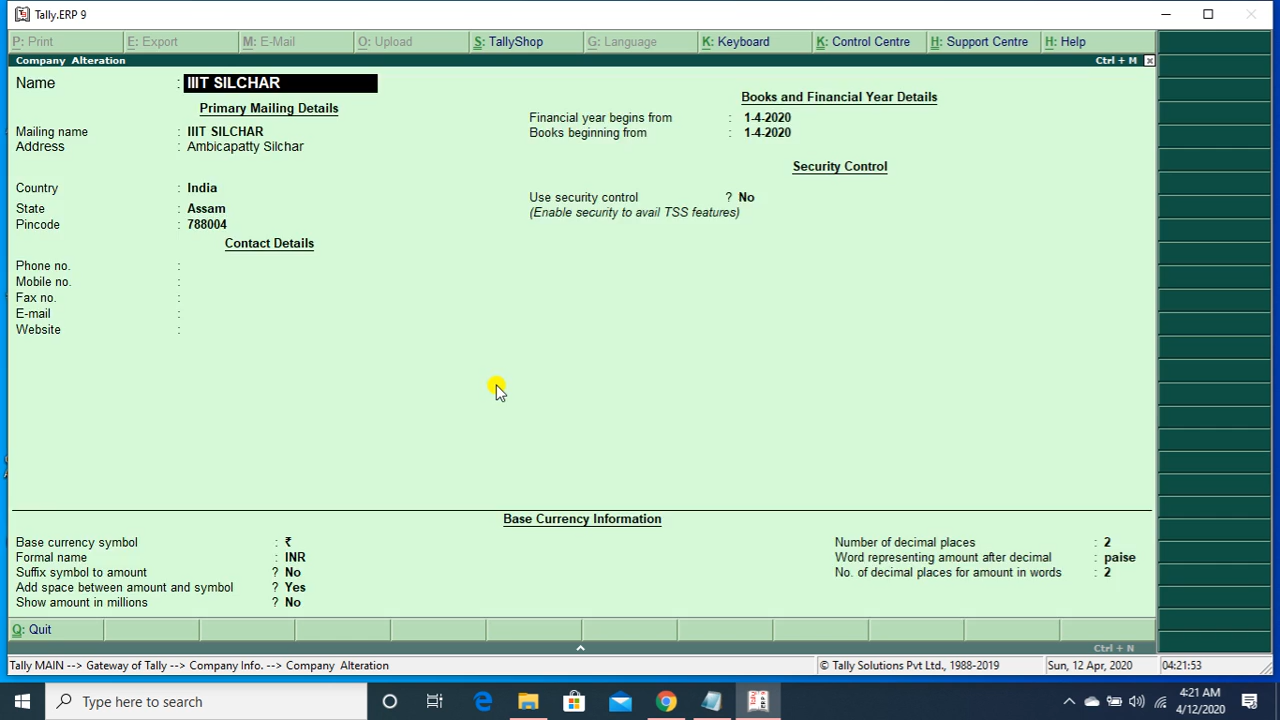 Tally.ERP 9
P: Print E: Export M: E-Mail O: Upload S: TallyShop G: Language K: Keyboard K: Control Centre H: Support Centre H: Help
Company Alteration Ctrl + M
Name : IIIT SILCHAR
Primary Mailing Details
Mailing name : IIIT SILCHAR
Address : Ambicapatty Silchar
Country : India
State : Assam
Pincode : 788004
Contact Details
Phone no. :
Mobile no. :
Fax no. :
E-mail :
Website :
Books and Financial Year Details
Financial year begins from : 1-4-2020
Books beginning from : 1-4-2020
Security Control
Use security control ? No
(Enable security to avail TSS features)
Base Currency Information
Base currency symbol : ₹
Formal name : INR
Suffix symbol to amount ? No
Add space between amount and symbol ? Yes
Show amount in millions ? No
Number of decimal places : 2
Word representing amount after decimal : paise
No. of decimal places for amount in words : 2
Q: Quit
Ctrl + N
Tally MAIN --> Gateway of Tally --> Company Info. --> Company Alteration © Tally Solutions Pvt Ltd., 1988-2019 Sun, 12 Apr, 2020 04:21:53
Type here to search
4:21 AM
4/12/2020